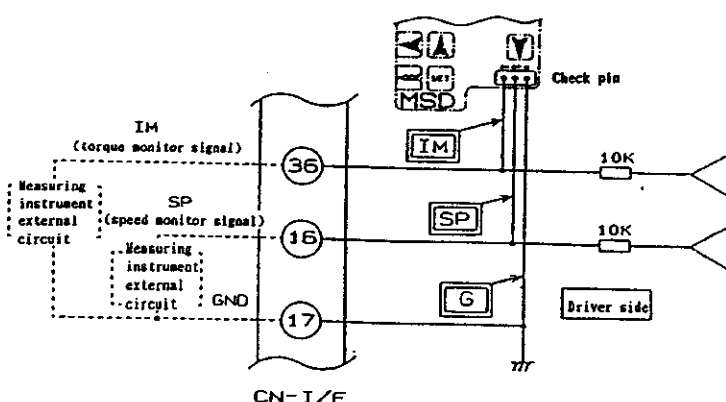 SET
MSD
Check pin
IM
(torque monitor signal)
36
IM
10K
Measuring
instrument
external
circuit
SP
(speed monitor signal)
16
SP
10K
Measuring
instrument
external
circuit
GND
17
G
Driver side
CN-I/F